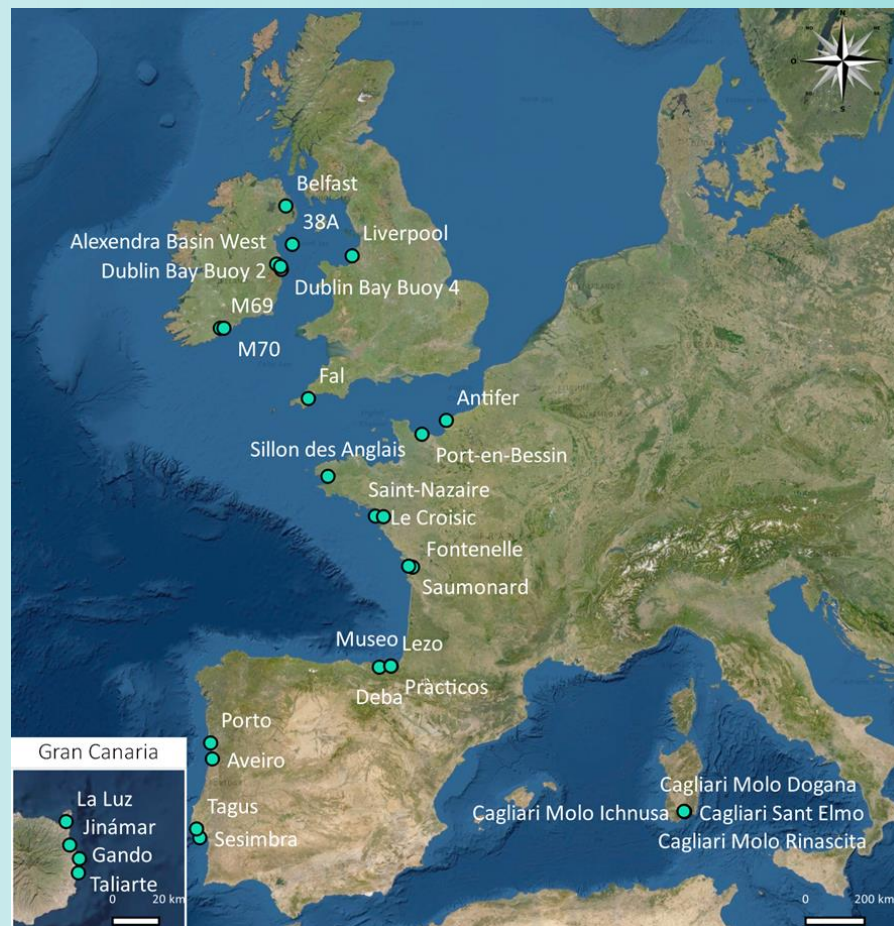 N
O
E
S
Belfast
38A
Alexendra Basin West
Liverpool
Dublin Bay Buoy 2
Dublin Bay Buoy 4
M69
M70
Fal
Antifer
Sillon des Anglais
Port-en-Bessin
Saint-Nazaire
Le Croisic
Fontenelle
Saumonard
Museo
Lezo
Deba
Pràcticos
Porto
Aveiro
Tagus
Sesimbra
Gran Canaria
La Luz
Jinámar
Gando
Taliarte
0 20 km
Cagliari Molo Dogana
Cagliari Molo Ichnusa
Cagliari Sant Elmo
Cagliari Molo Rinascita
0 200 km